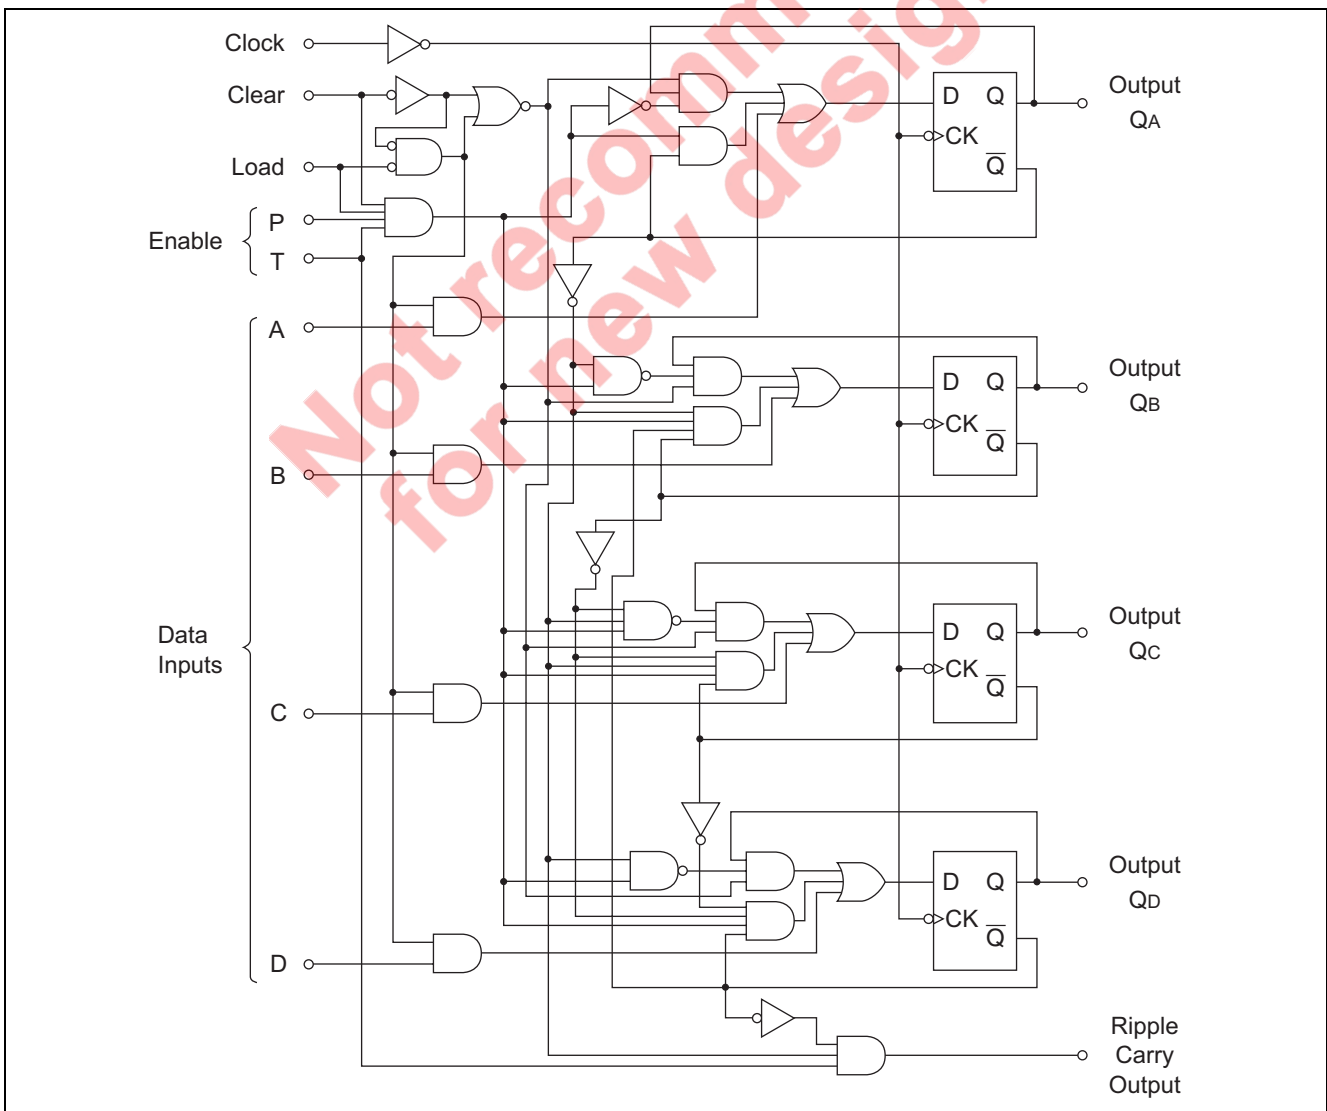 Clock
Clear
Load
Enable
P
T
A
B
Data
Inputs
C
D
D Q
CK
Q
Output
QA
D Q
CK
Q
Output
QB
D Q
CK
Q
Output
QC
D Q
CK
Q
Output
QD
Ripple
Carry
Output
Not recomm
for new design